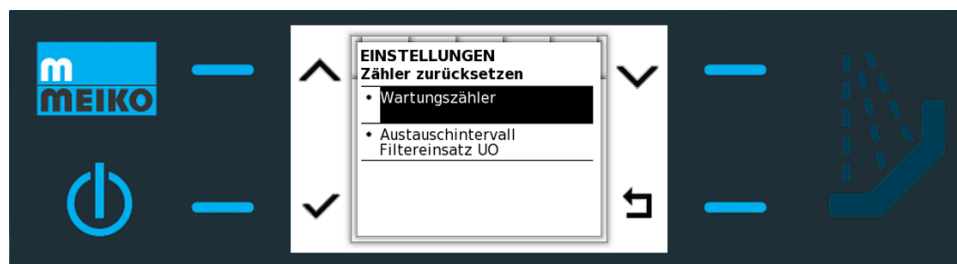 m
MEIKO
EINSTELLUNGEN
Zähler zurücksetzen
• Wartungszähler
• Austauschintervall
Filtereinsatz UO